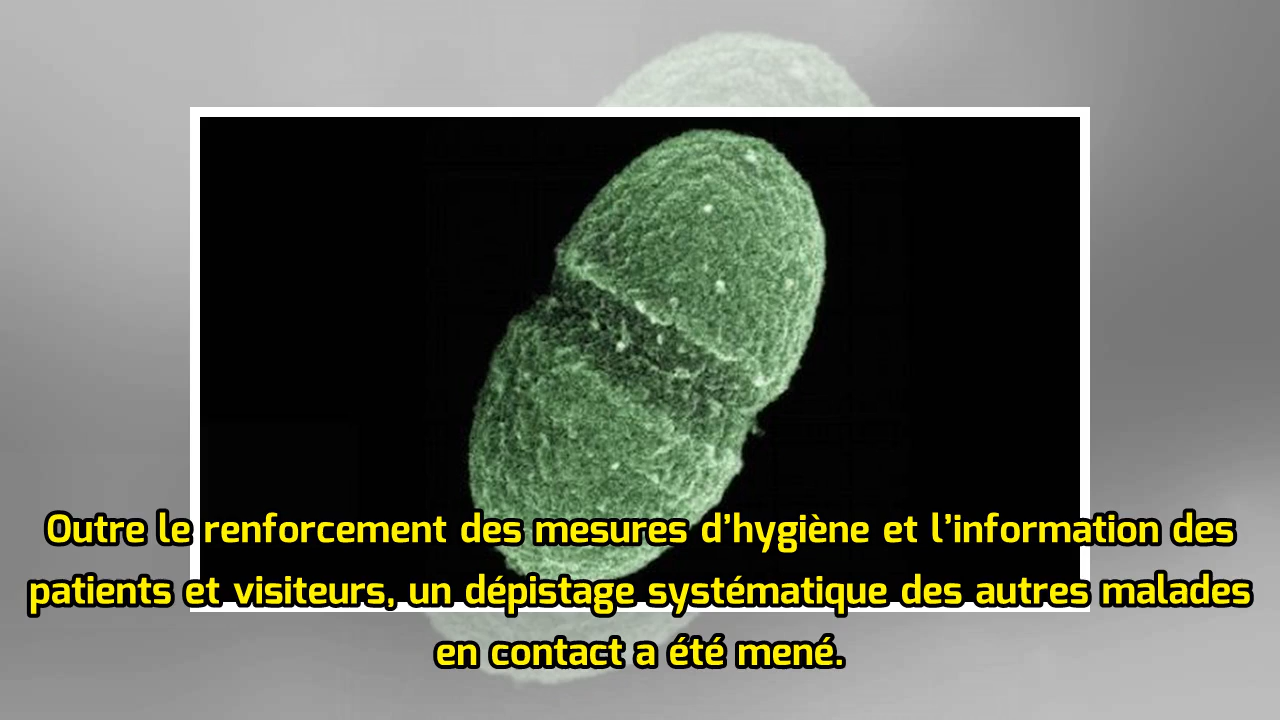 Outre le renforcement des mesures d’hygiène et l’information des
patients et visiteurs, un dépistage systématique des autres malades
en contact a été mené.